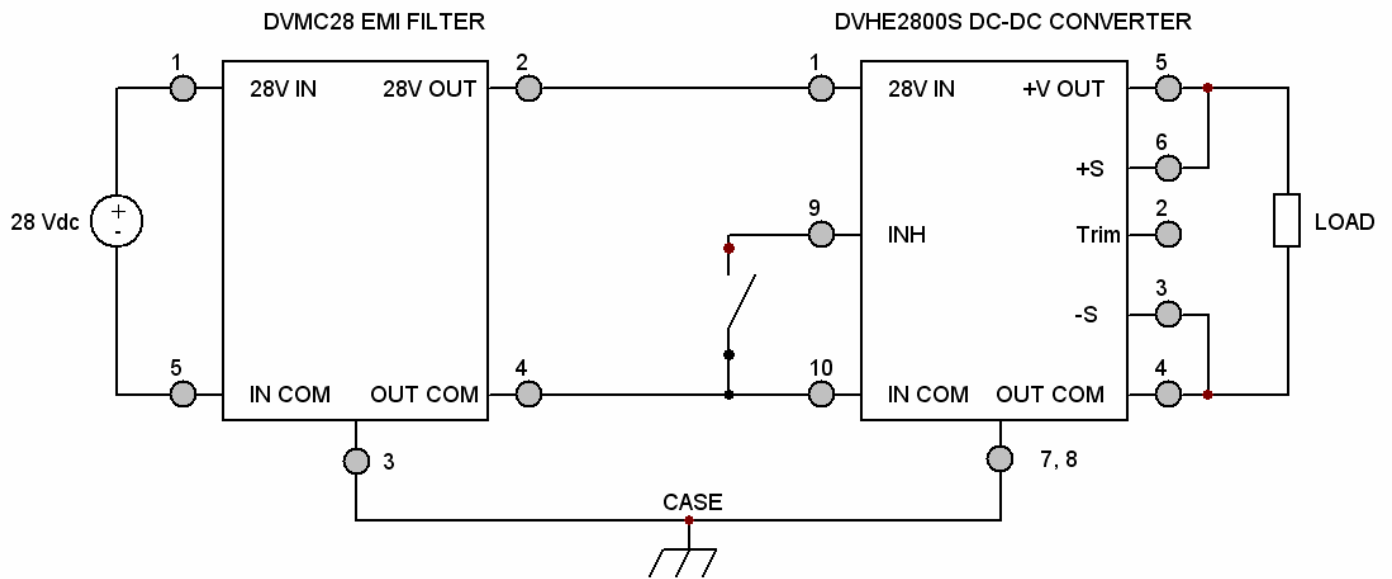 DVMC28 EMI FILTER
DVHE2800S DC-DC CONVERTER
1
28V IN
28V OUT
2
1
28V IN
+V OUT
5
6
+S
28 Vdc
+
-
9
INH
Trim
2
LOAD
3
-S
5
IN COM
OUT COM
4
10
IN COM
OUT COM
4
3
7, 8
CASE